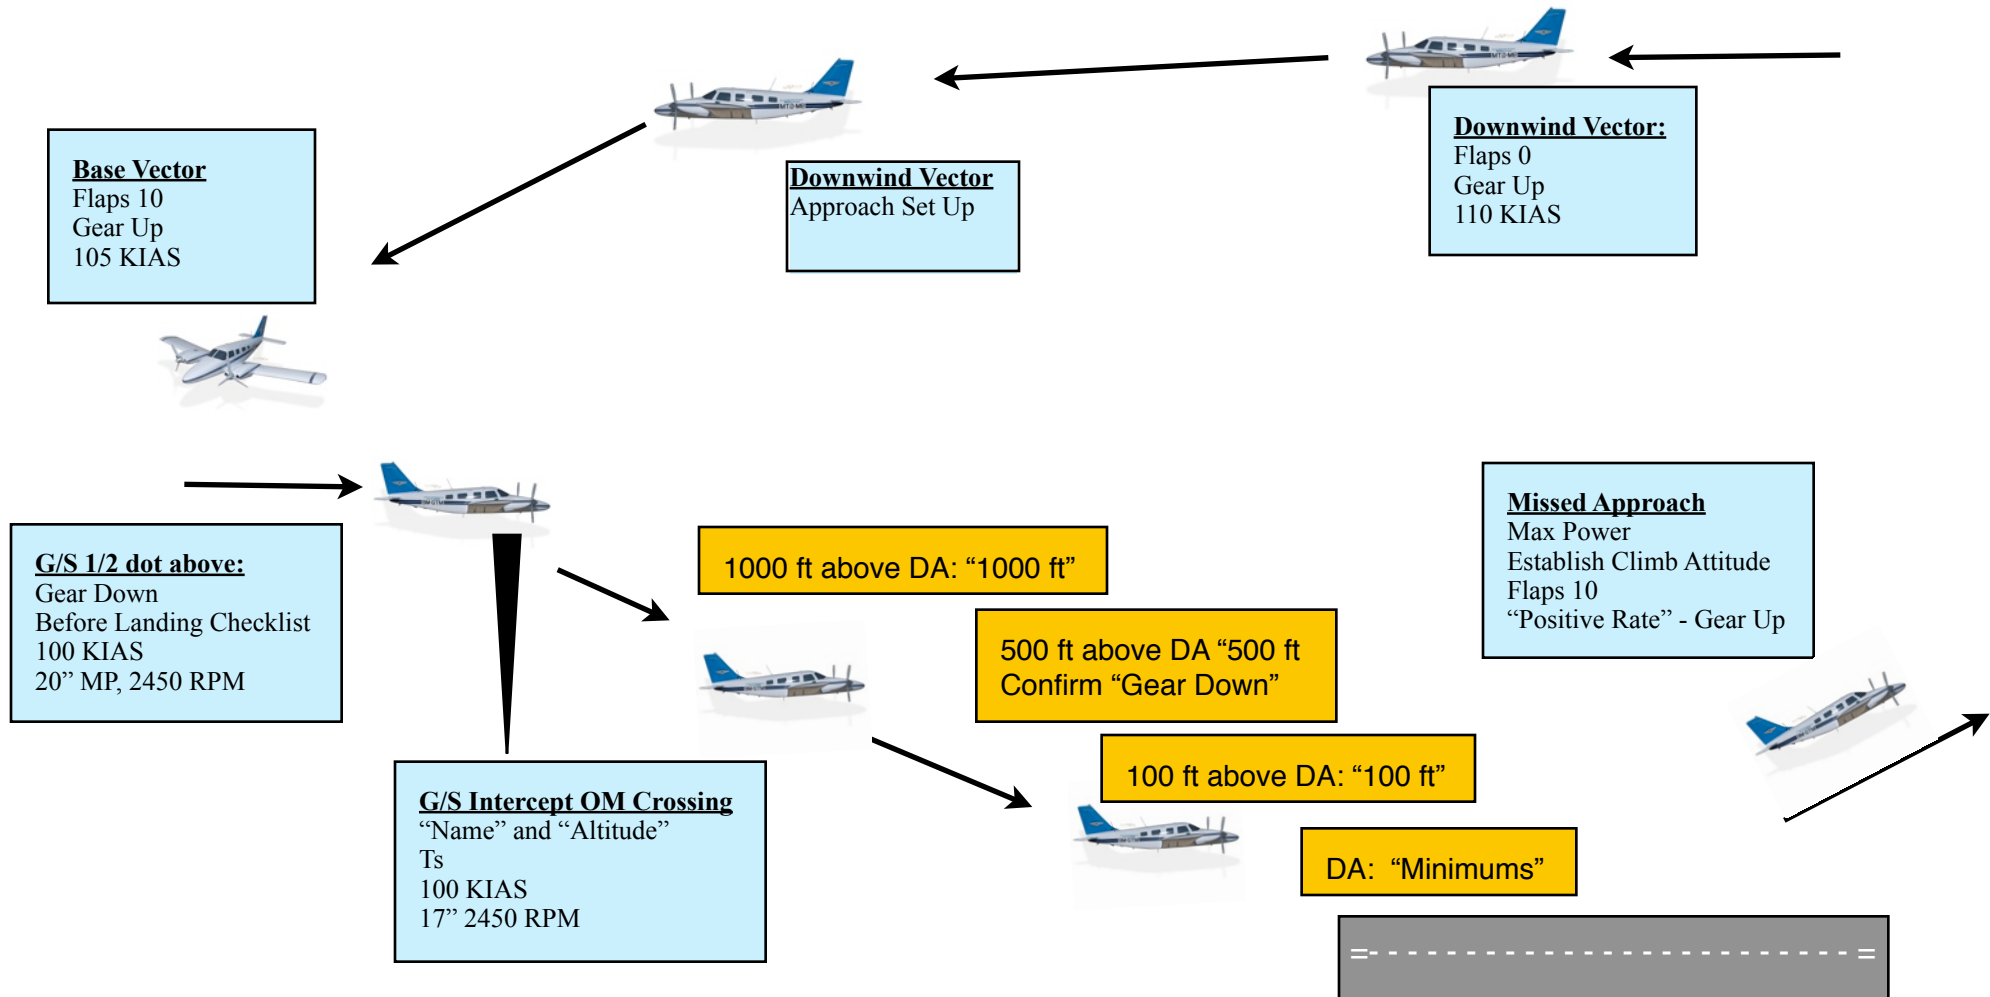 Downwind Vector:
Flaps 0
Gear Up
110 KIAS
Downwind Vector
Approach Set Up
Base Vector
Flaps 10
Gear Up
105 KIAS
G/S 1/2 dot above:
Gear Down
Before Landing Checklist
100 KIAS
20” MP, 2450 RPM
G/S Intercept OM Crossing
“Name” and “Altitude”
Ts
100 KIAS
17” 2450 RPM
1000 ft above DA: “1000 ft”
500 ft above DA “500 ft
Confirm “Gear Down”
100 ft above DA: “100 ft”
DA:  “Minimums”
Missed Approach
Max Power
Establish Climb Attitude
Flaps 10
“Positive Rate” - Gear Up